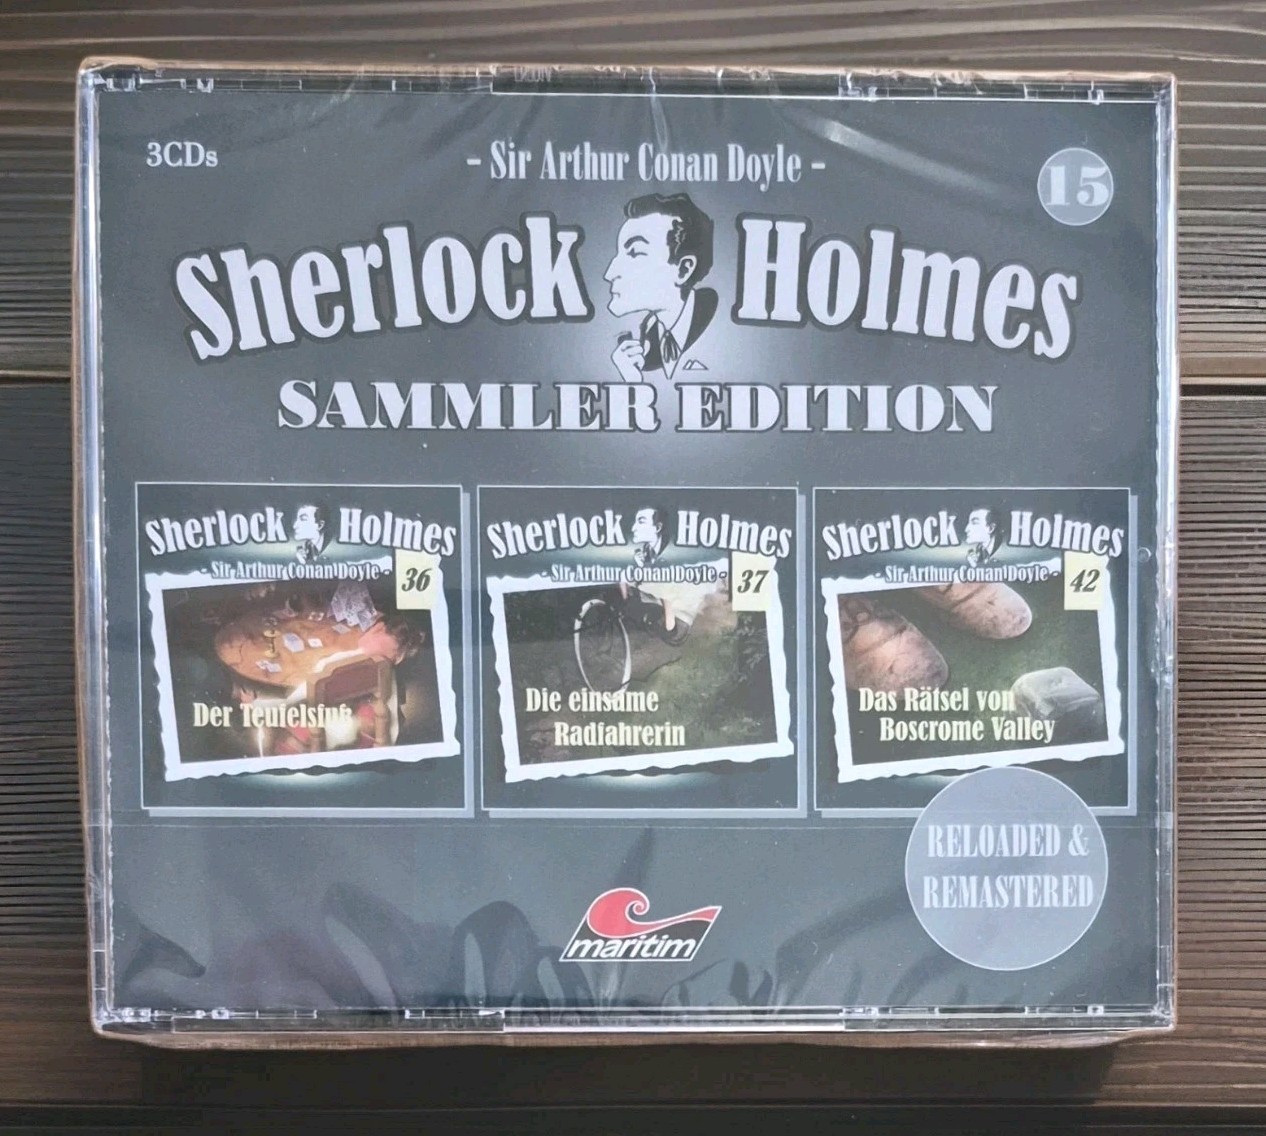 3CDs
- Sir Arthur Conan Doyle -
15
Sherlock Holmes
SAMMLER EDITION
Sherlock Holmes
- Sir Arthur Conan Doyle -
36
Der Teufelsfuß
Sherlock Holmes
- Sir Arthur Conan Doyle -
37
Die einsame
Radfahrerin
Sherlock Holmes
- Sir Arthur Conan Doyle -
42
Das Rätsel von
Boscrome Valley
RELOADED &
REMASTERED
maritim